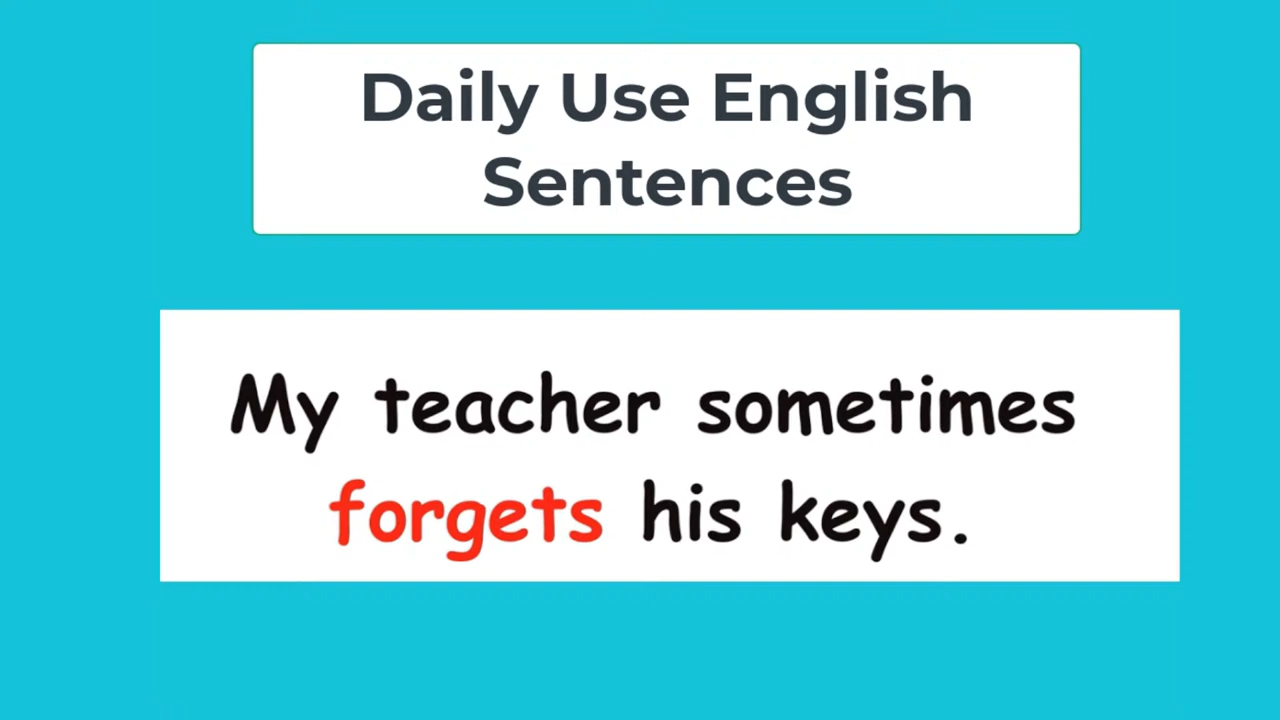 Daily Use English
Sentences
My teacher sometimes
forgets his keys.